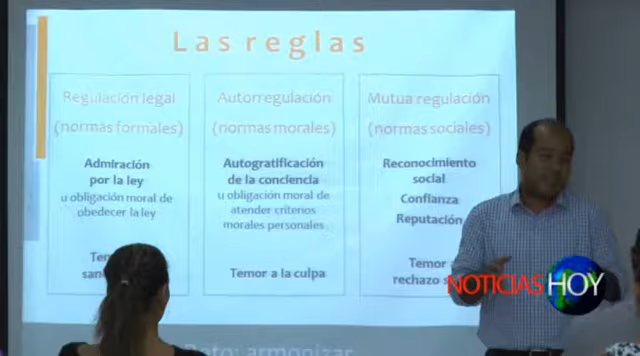 Las reglas
Regulación legal
(normas formales)
Admiración
por la ley
u obligación moral de
obedecer la ley
Autorregulación
(normas morales)
Autogratificación
de la conciencia
u obligación moral de
atender criterios
morales personales
Temor a la culpa
Mutua regulación
(normas sociales)
Reconocimiento
social
Confianza
Reputación
Temor
rechazo
NOTICIAS HOY
armonizar